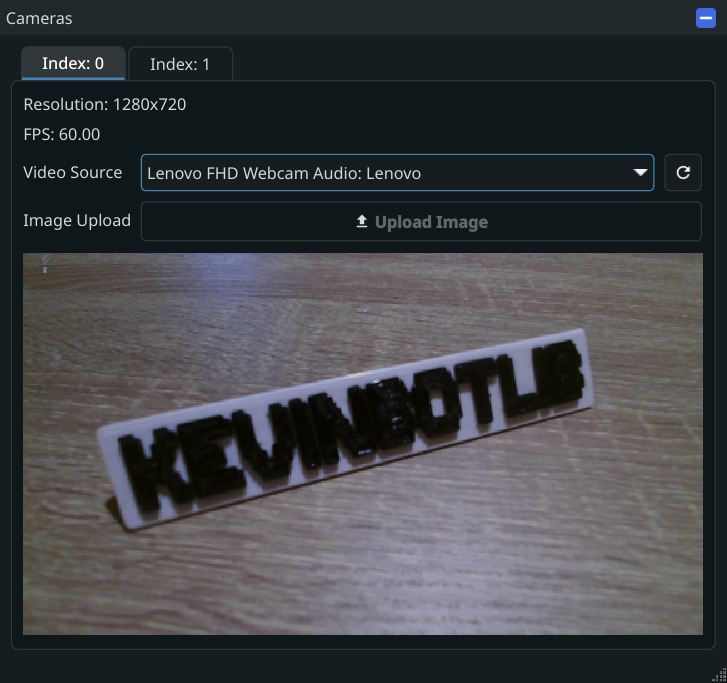 Cameras
Index: 0
Index: 1
Resolution: 1280x720
FPS: 60.00
Video Source
Lenovo FHD Webcam Audio: Lenovo
Image Upload
Upload Image
KEVINBOTLIB